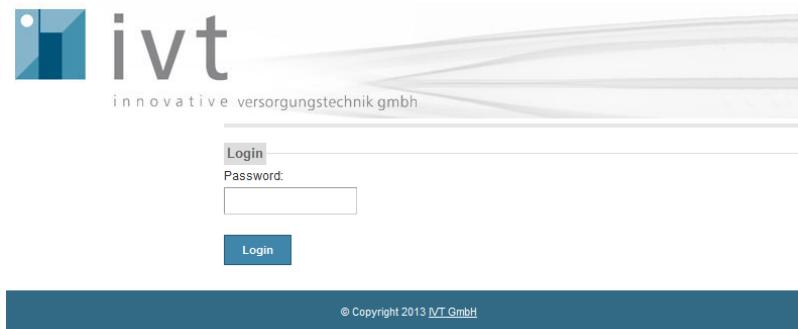 ivt
innovative versorgungstechnik gmbh
Login
Password:
Login
© Copyright 2013 IVT GmbH